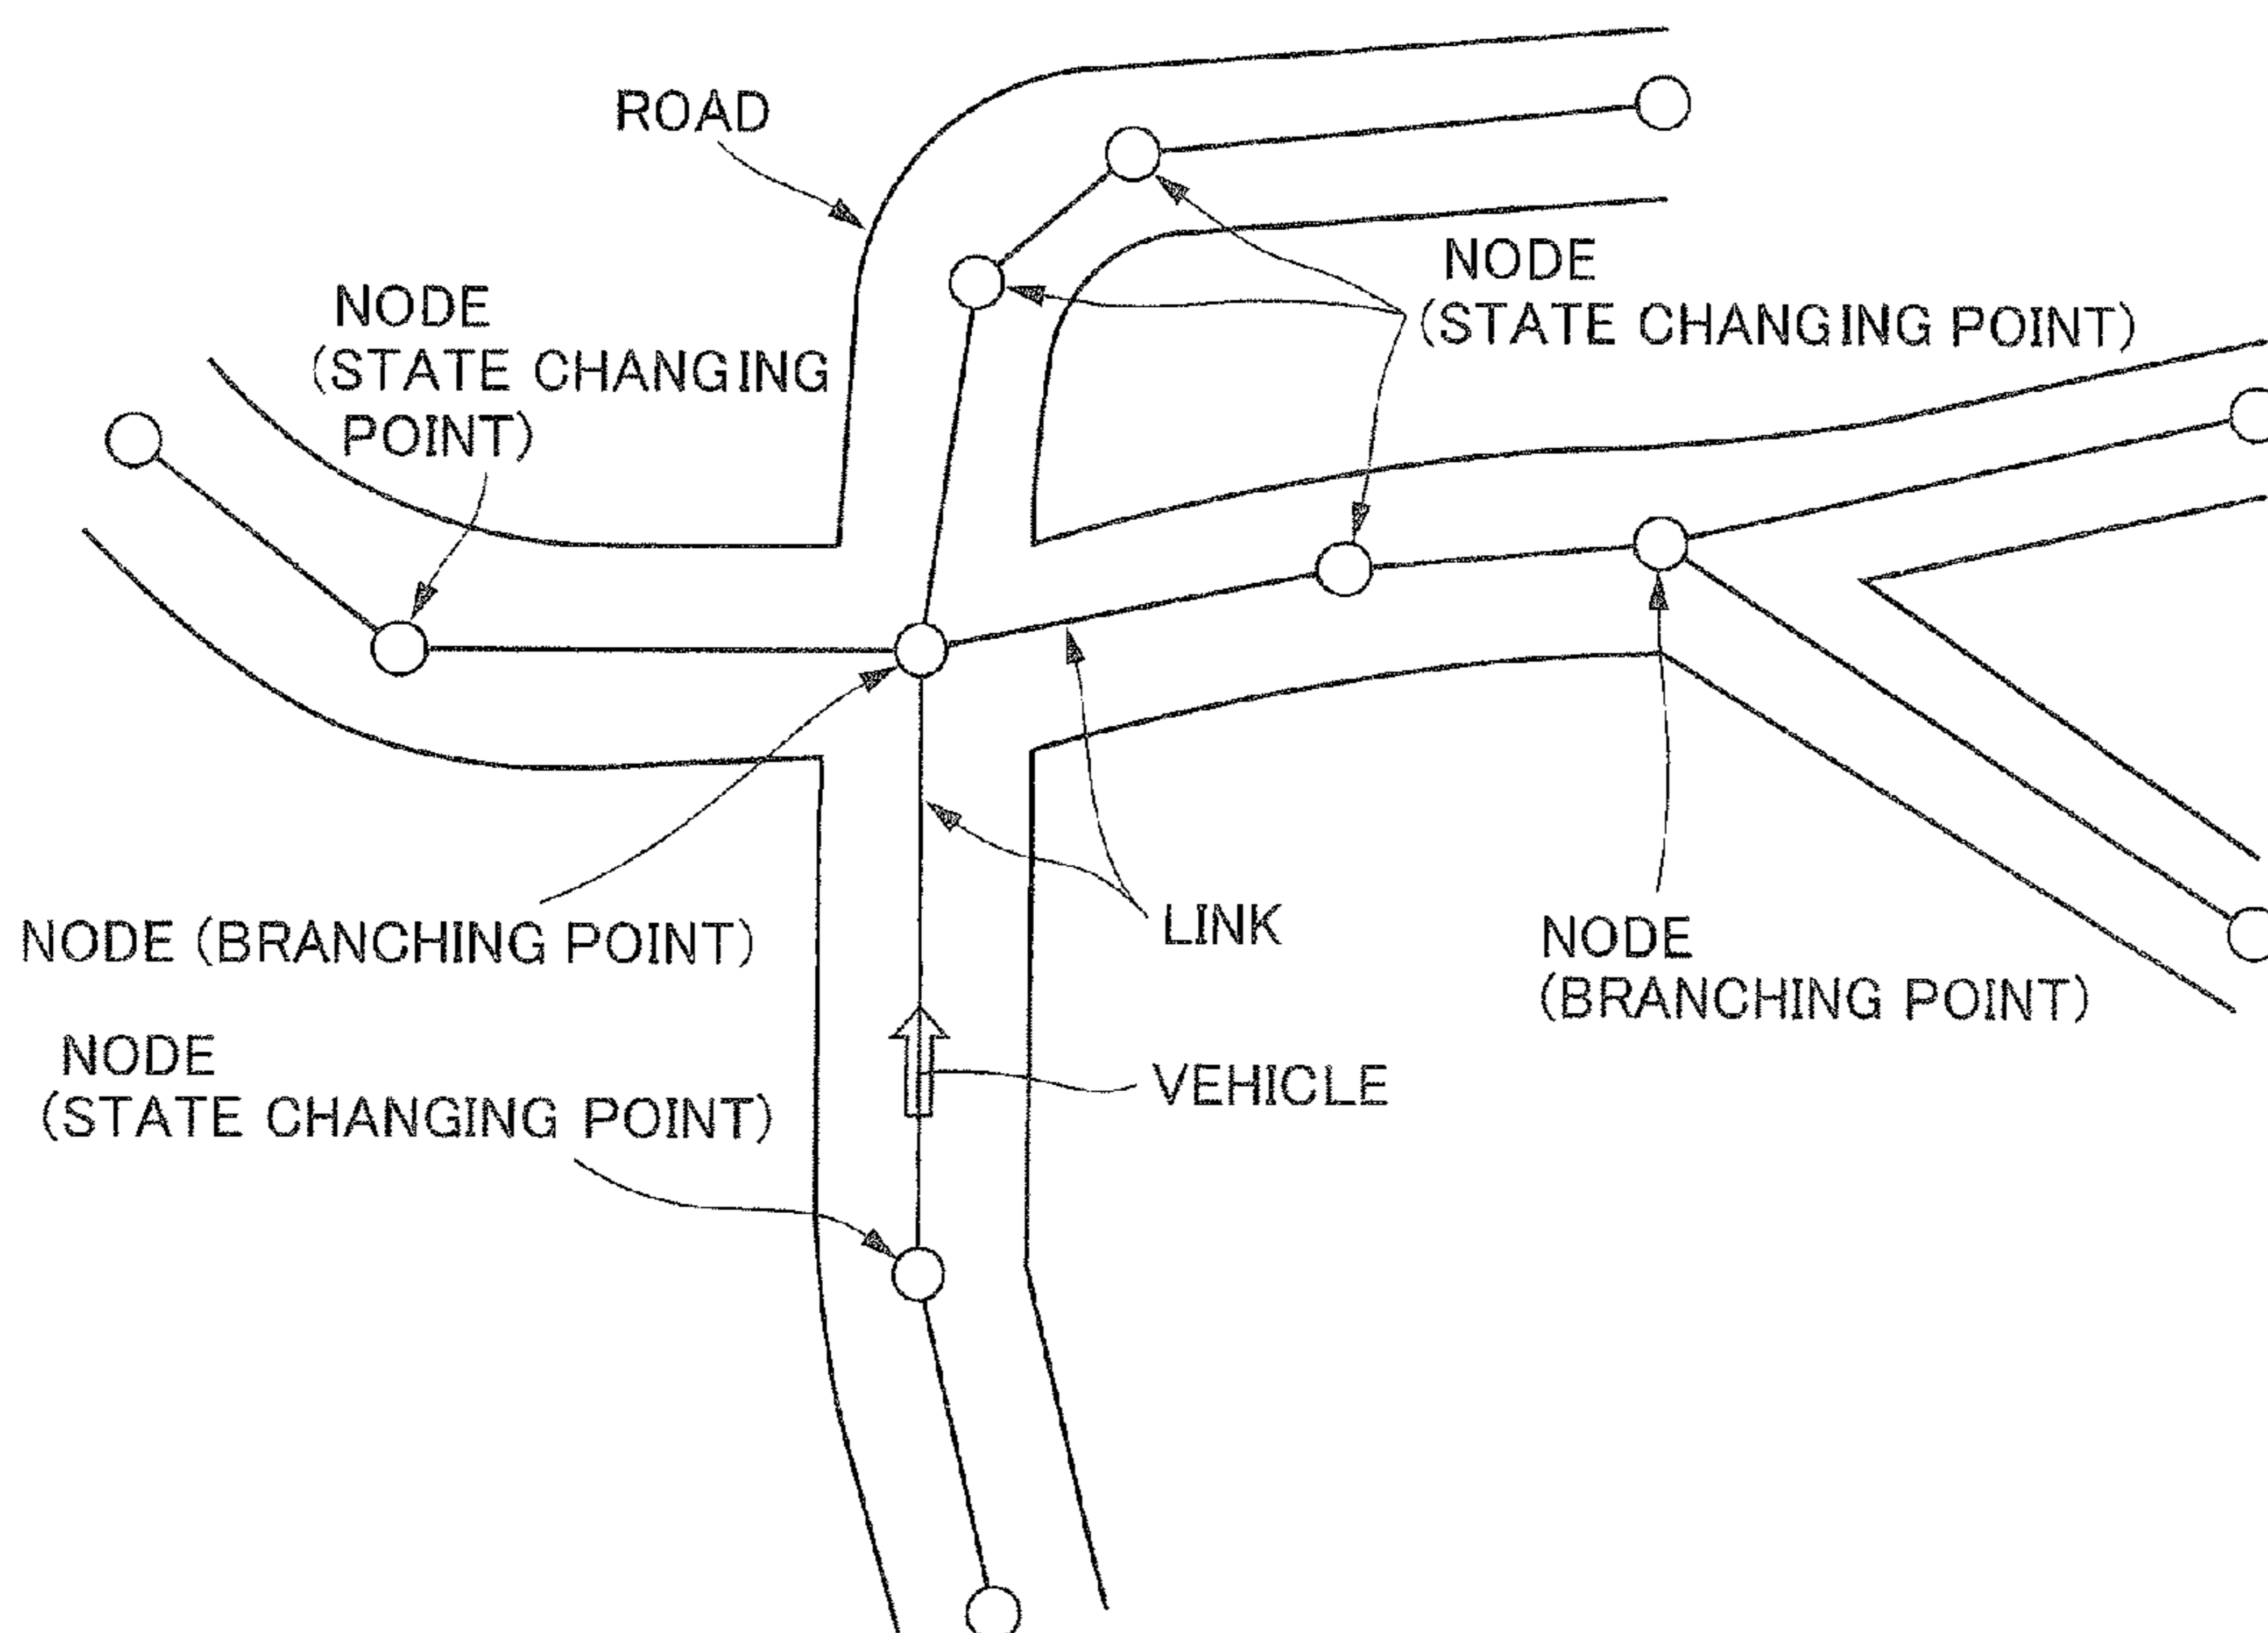 ROAD
NODE
(STATE CHANGING
POINT)
NODE
(STATE CHANGING POINT)
NODE (BRANCHING POINT)
LINK
NODE
(BRANCHING POINT)
NODE
(STATE CHANGING POINT)
VEHICLE